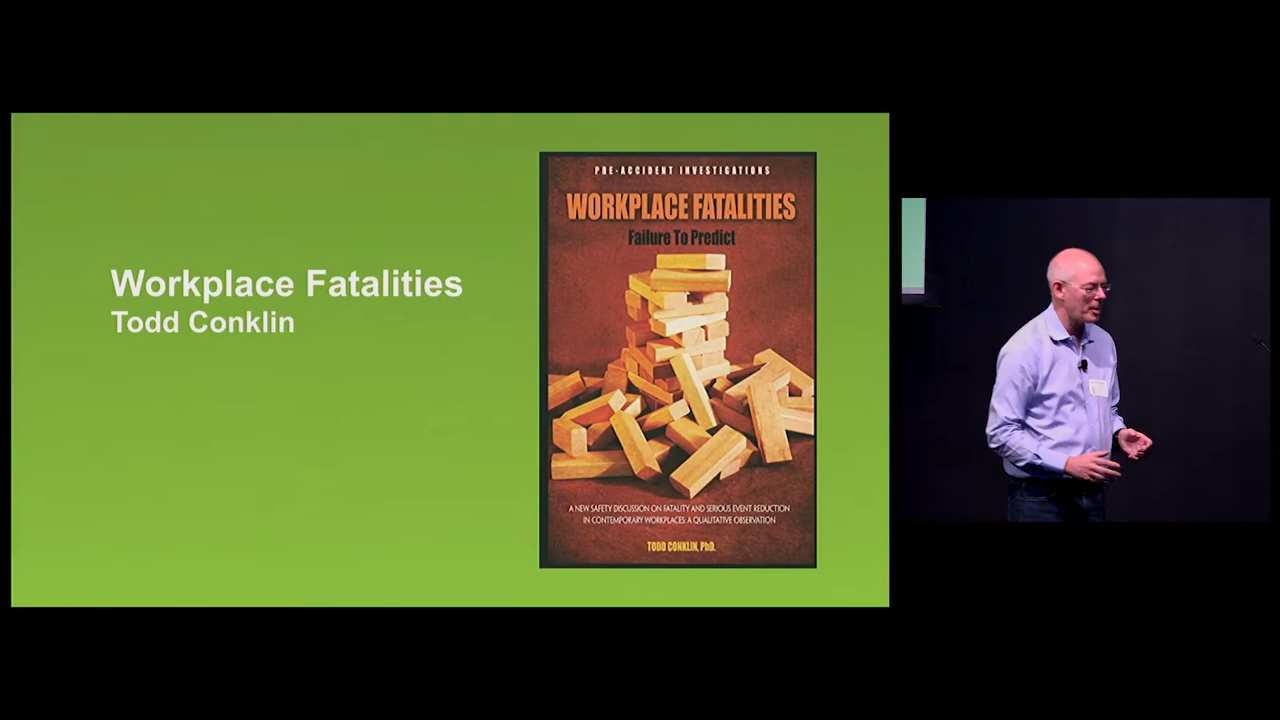 Workplace Fatalities
Todd Conklin
PRE-ACCIDENT INVESTIGATIONS
WORKPLACE FATALITIES
Failure To Predict
A NEW SAFETY DISCUSSION ON FATALITY AND SERIOUS EVENT REDUCTION
IN CONTEMPORARY WORKPLACES: A QUALITATIVE OBSERVATION
TODD CONKLIN, PhD.